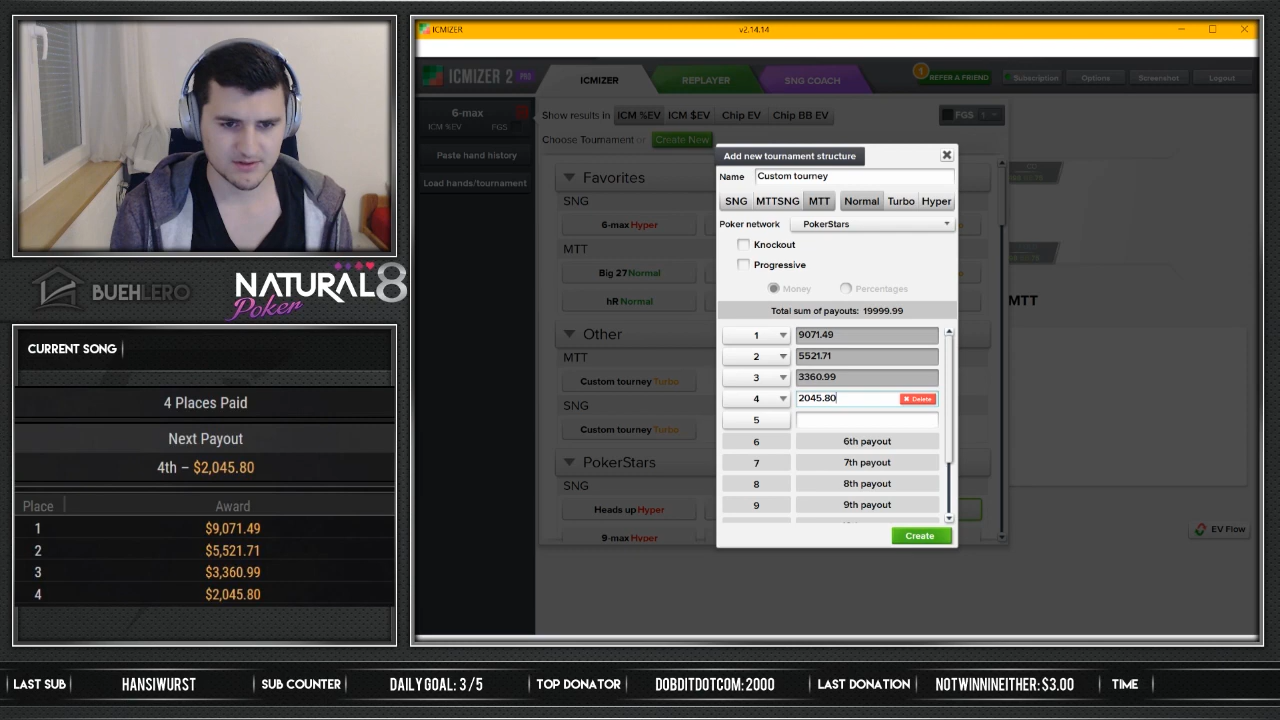 ICMIZER
v2.14.14
ICMIZER 2 PRO
ICMIZER
REPLAYER
SNG COACH
1
REFER A FRIEND
Subscription
Options
Screenshot
Logout
6-max
ICM %EV
FGS
Paste hand history
Load hands/tournament
Show results in ICM %EV ICM $EV Chip EV Chip BB EV
FGS 1
Choose Tournament or Create New
Favorites
SNG
6-max Hyper
MTT
Big 27 Normal
hR Normal
Other
MTT
Custom tourney Turbo
SNG
Custom tourney Turbo
PokerStars
SNG
Heads up Hyper
9-max Hyper
MTT
EV Flow
Add new tournament structure
Name Custom tourney
SNG MTTSNG MTT Normal Turbo Hyper
Poker network PokerStars
Knockout
Progressive
Money Percentages
Total sum of payouts: 19999.99
1 9071.49
2 5521.71
3 3360.99
4 2045.80 Delete
5
6 6th payout
7 7th payout
8 8th payout
9 9th payout
Create
BUEHLERO
NATURAL8
Poker
CURRENT SONG
4 Places Paid
Next Payout
4th – $2,045.80
Place Award
1 $9,071.49
2 $5,521.71
3 $3,360.99
4 $2,045.80
LAST SUB HANSIWURST SUB COUNTER DAILY GOAL: 3 / 5 TOP DONATOR DOBDITDOTCOM: 2000 LAST DONATION NOTWINNINEITHER: $3.00 TIME